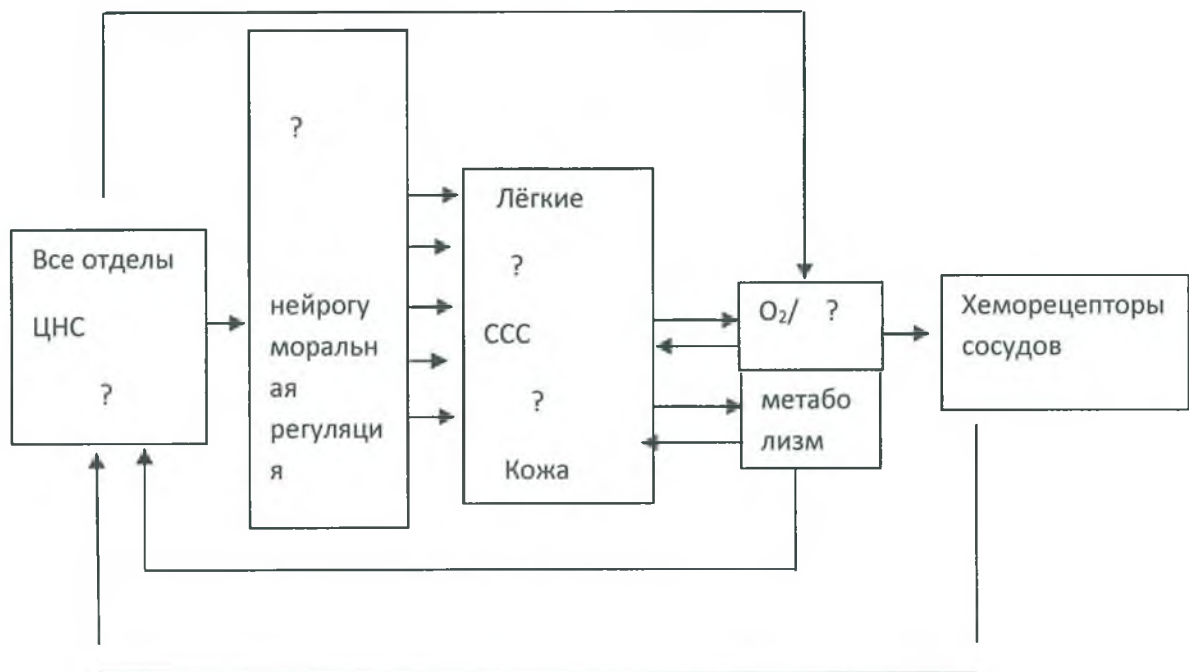 ?
Лёгкие
Все отделы
?
нейрогу
O₂/ ?
Хеморецепторы
ЦНС
моральн
ССС
сосудов
ая
?
?
метабо
регуляци
лизм
я
Кожа